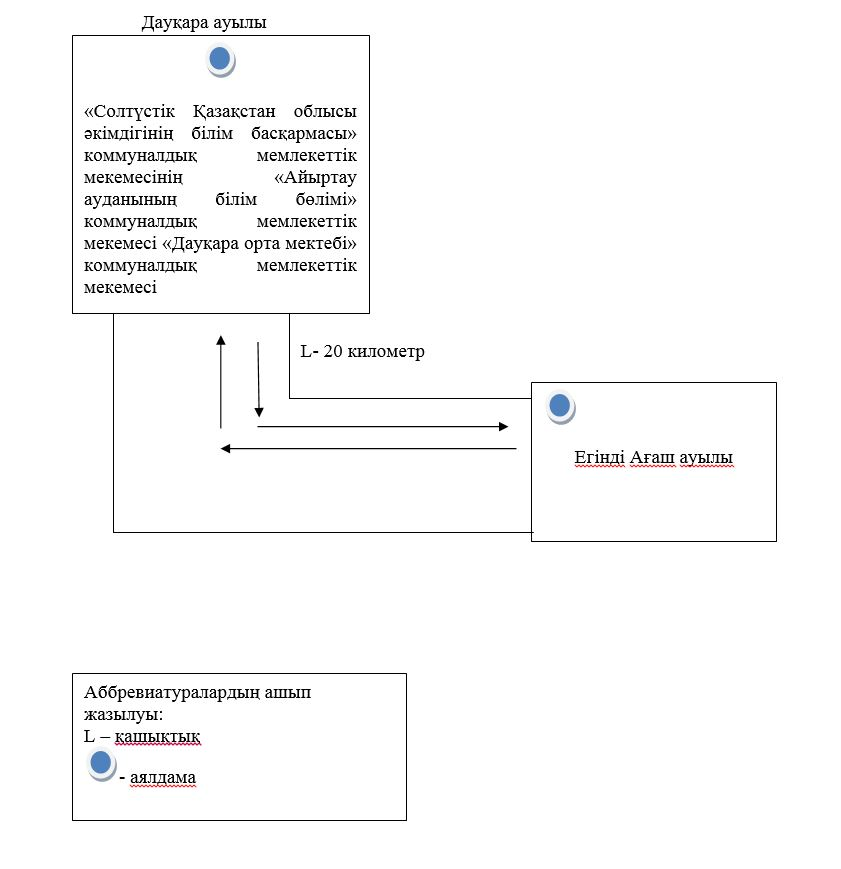 Дауқара ауылы
«Солтүстік Қазақстан облысы
әкімдігінің білім басқармасы»
коммуналдық мемлекеттік
мекемесінің «Айыртау
ауданының білім бөлімі»
коммуналдық мемлекеттік
мекемесі «Дауқара орта мектебі»
коммуналдық мемлекеттік
мекемесі
L- 20 километр
Егінді Ағаш ауылы
Аббревиатуралардың ашып
жазылуы:
L – қашықтық
- аялдама